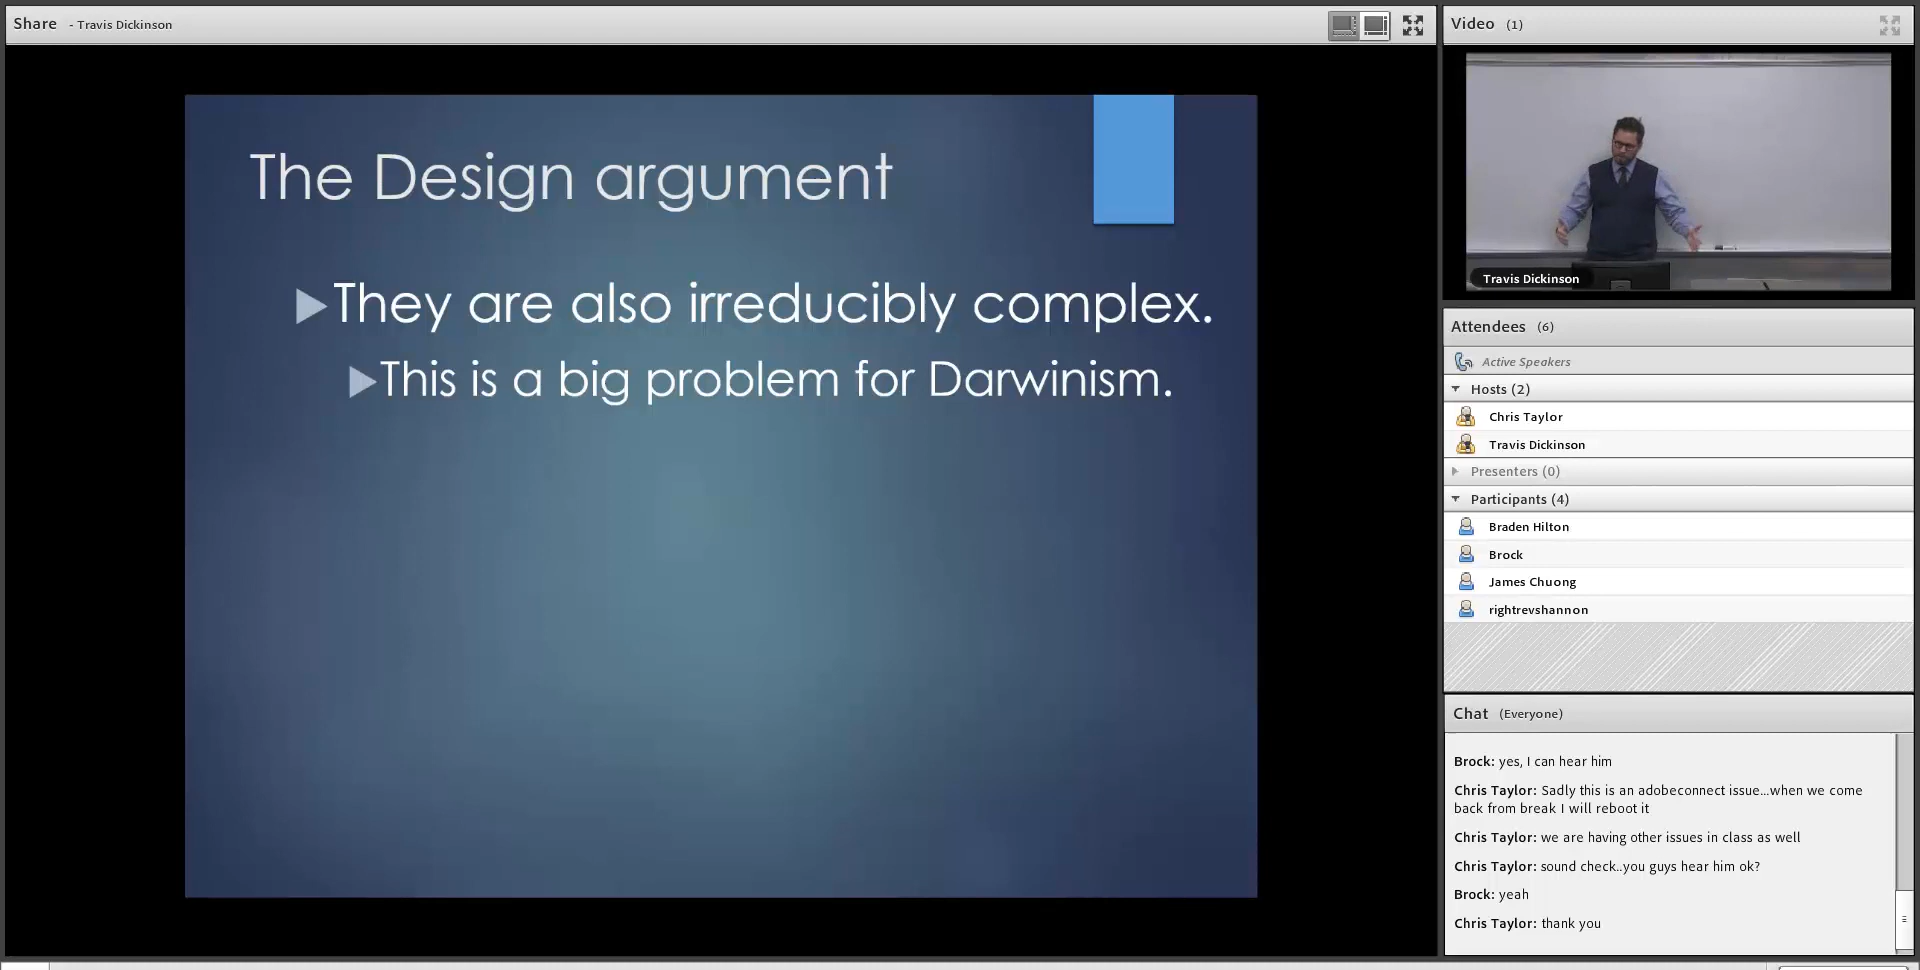 Share - Travis Dickinson
The Design argument
They are also irreducibly complex.
This is a big problem for Darwinism.
Video (1)
Travis Dickinson
Attendees (6)
Active Speakers
Hosts (2)
Chris Taylor
Travis Dickinson
Presenters (0)
Participants (4)
Braden Hilton
Brock
James Chuong
rightrevshannon
Chat (Everyone)
Brock: yes, I can hear him
Chris Taylor: Sadly this is an adobeconnect issue...when we come
back from break I will reboot it
Chris Taylor: we are having other issues in class as well
Chris Taylor: sound check..you guys hear him ok?
Brock: yeah
Chris Taylor: thank you